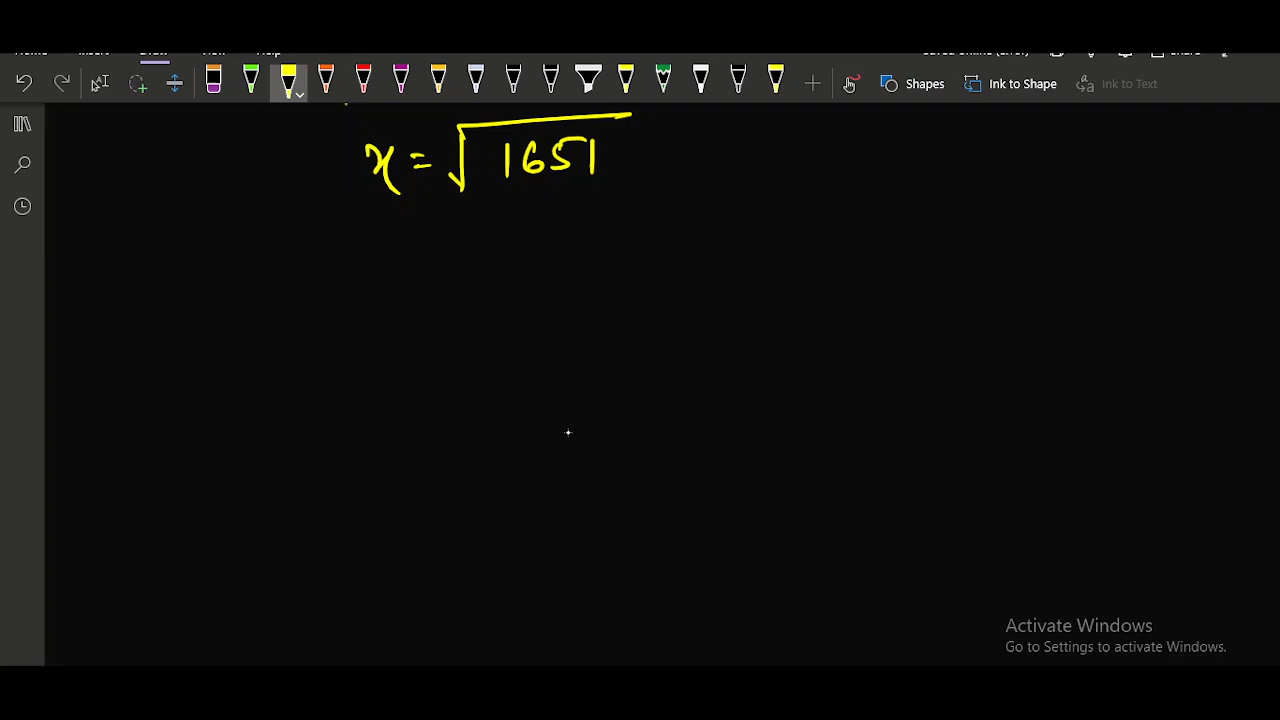 Shapes Ink to Shape Ink to Text
x = √1651
Activate Windows
Go to Settings to activate Windows.